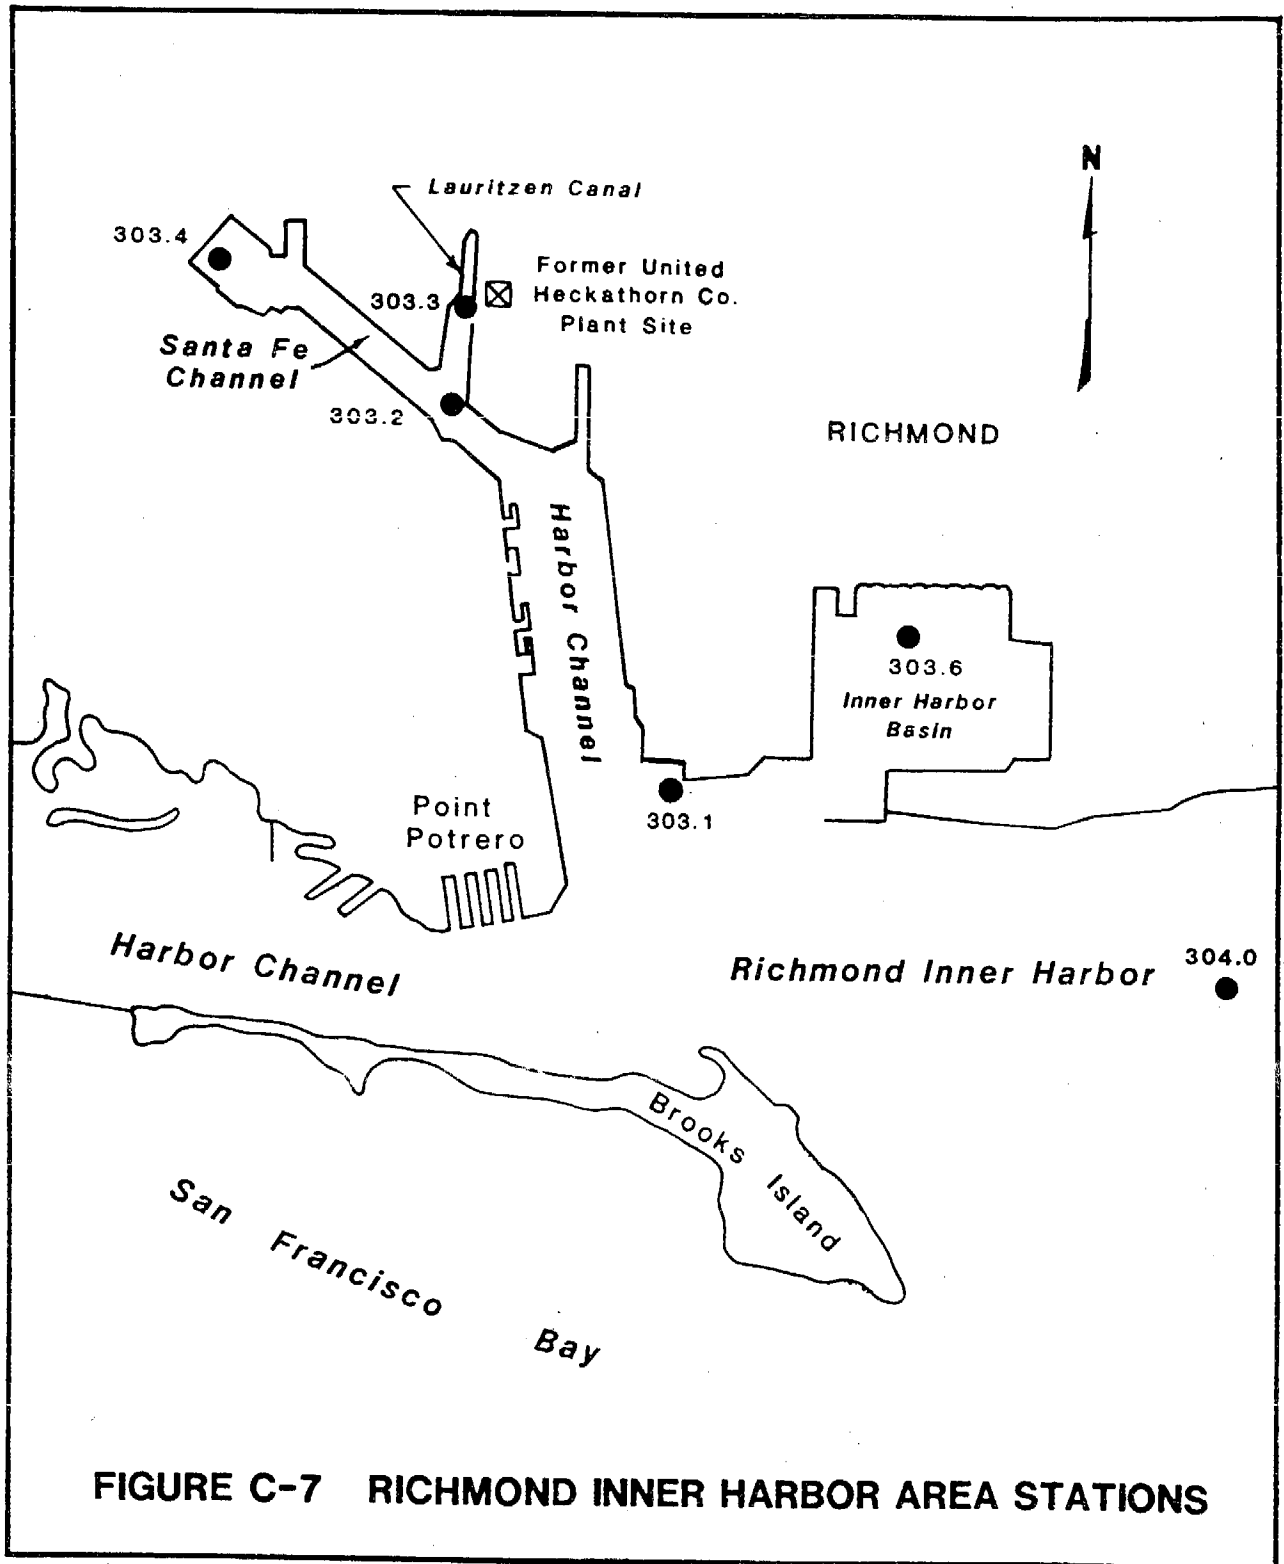 N
Lauritzen Canal
303.4
Former United
Heckathorn Co.
Plant Site
303.3
Santa Fe
Channel
303.2
RICHMOND
Harbor Channel
303.6
Inner Harbor
Basin
303.1
Point
Potrero
Harbor Channel
Richmond Inner Harbor
304.0
Brooks Island
San Francisco Bay
FIGURE C-7 RICHMOND INNER HARBOR AREA STATIONS